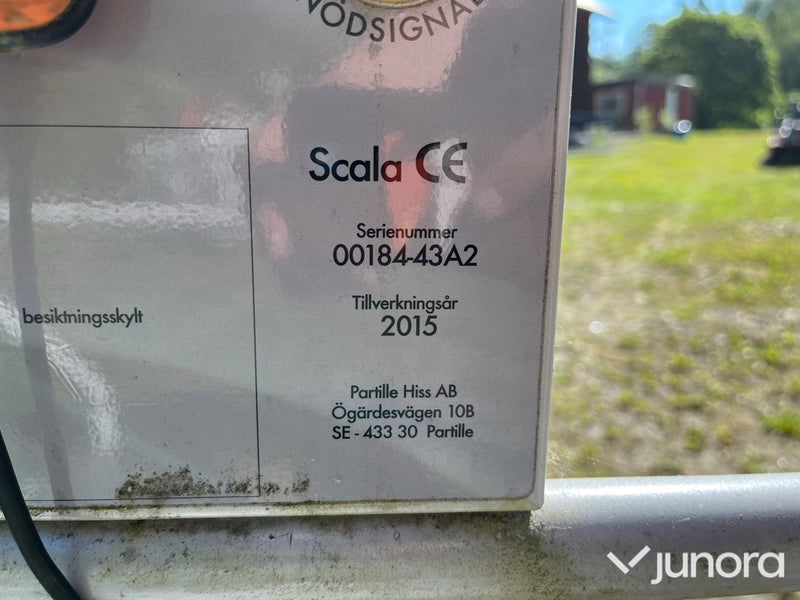 NÖDSIGNAL
Scala CE
Serienummer
00184-43A2
besiktningsskylt
Tillverkningsår
2015
Partille Hiss AB
Ögärdesvägen 10B
SE - 433 30 Partille
junora